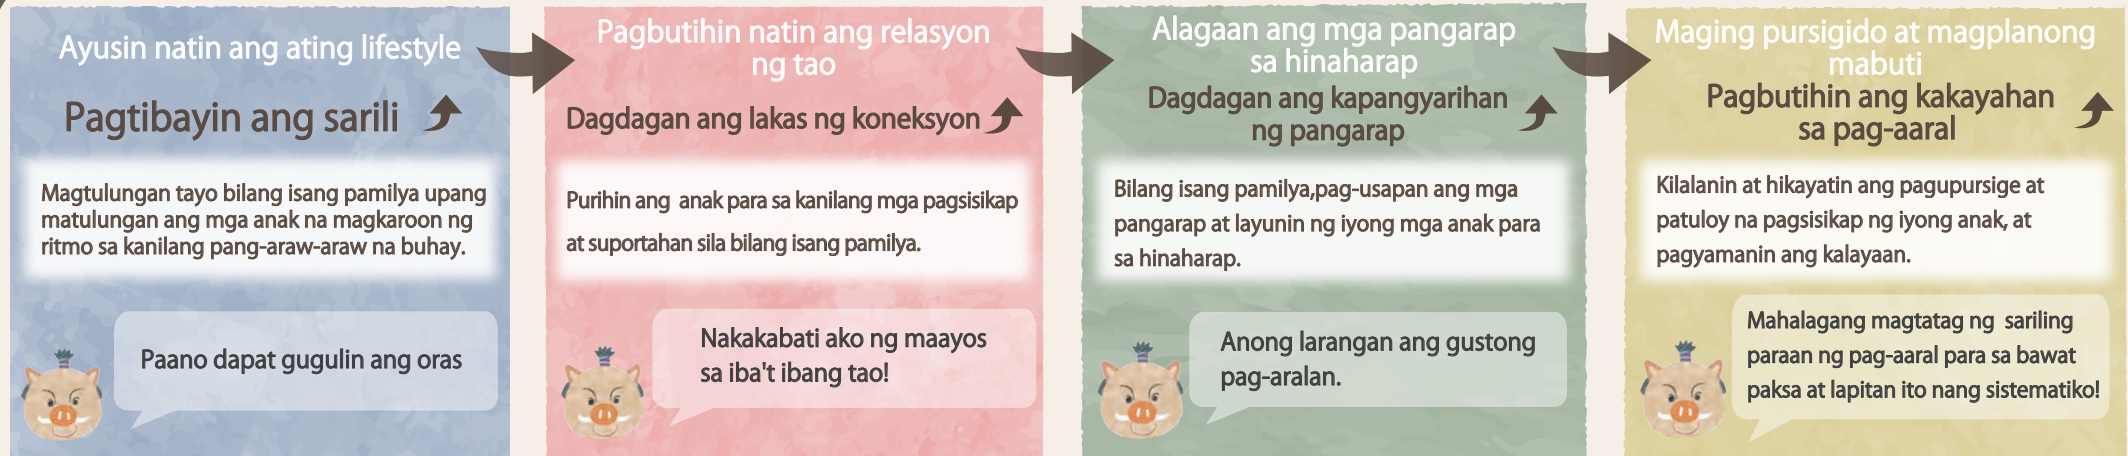 Ayusin natin ang ating lifestyle
Pagtibayin ang sarili
Magtulungan tayo bilang isang pamilya upang
matulungan ang mga anak na magkaroon ng
ritmo sa kanilang pang-araw-araw na buhay.
Paano dapat gugulin ang oras
Pagbutihin natin ang relasyon
ng tao
Dagdagan ang lakas ng koneksyon
Purihin ang  anak para sa kanilang mga pagsisikap
at suportahan sila bilang isang pamilya.
Nakakabati ako ng maayos
sa iba't ibang tao!
Alagaan ang mga pangarap
sa hinaharap
Dagdagan ang kapangyarihan
ng pangarap
Bilang isang pamilya,pag-usapan ang mga
pangarap at layunin ng iyong mga anak para
sa hinaharap.
Anong larangan ang gustong
pag-aralan.
Maging pursigido at magplanong
mabuti
Pagbutihin ang kakayahan
sa pag-aaral
Kilalanin at hikayatin ang pagupursige at
patuloy na pagsisikap ng iyong anak, at
pagyamanin ang kalayaan.
Mahalagang magtatag ng  sariling
paraan ng pag-aaral para sa bawat
paksa at lapitan ito nang sistematiko!